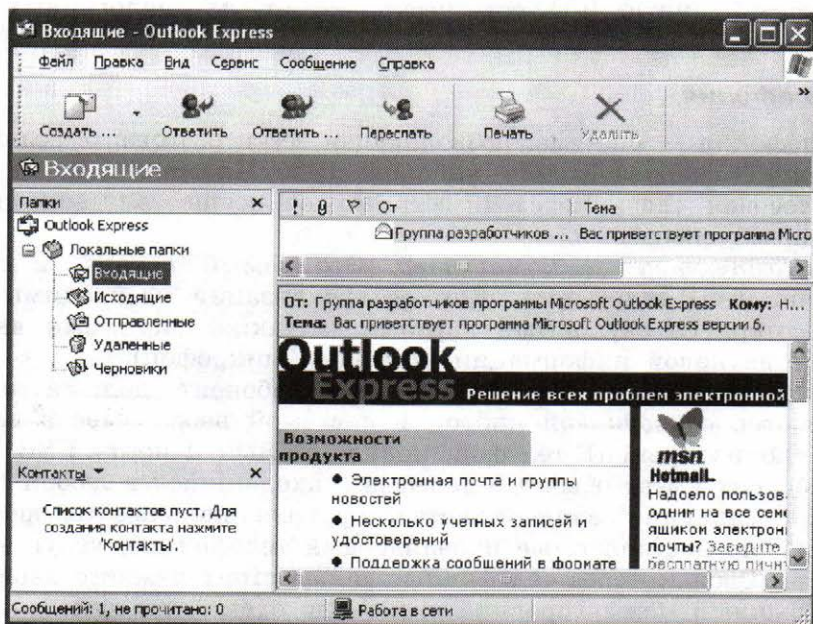 Входящие - Outlook Express
Файл Правка Вид Сервис Сообщение Справка
Создать ... Ответить Ответить ... Переслать Печать Удалить »
Входящие
Папки
Outlook Express
Локальные папки
Входящие
Исходящие
Отправленные
Удаленные
Черновики
Контакты
Список контактов пуст. Для
создания контакта нажмите
'Контакты'.
! От Тема
Группа разработчиков ... Вас приветствует программа Micro
От: Группа разработчиков программы Microsoft Outlook Express Кому: Н...
Тема: Вас приветствует программа Microsoft Outlook Express версии 6.
Outlook
Express Решение всех проблем электронной
Возможности
продукта
● Электронная почта и группы
новостей
● Несколько учетных записей и
удостоверений
● Поддержка сообщений в формате
msn
Hotmail.
Надоело пользов
одним на все семе
ящиком электрон
почты? Заведите
бесплатную личну
Сообщений: 1, не прочитано: 0 Работа в сети